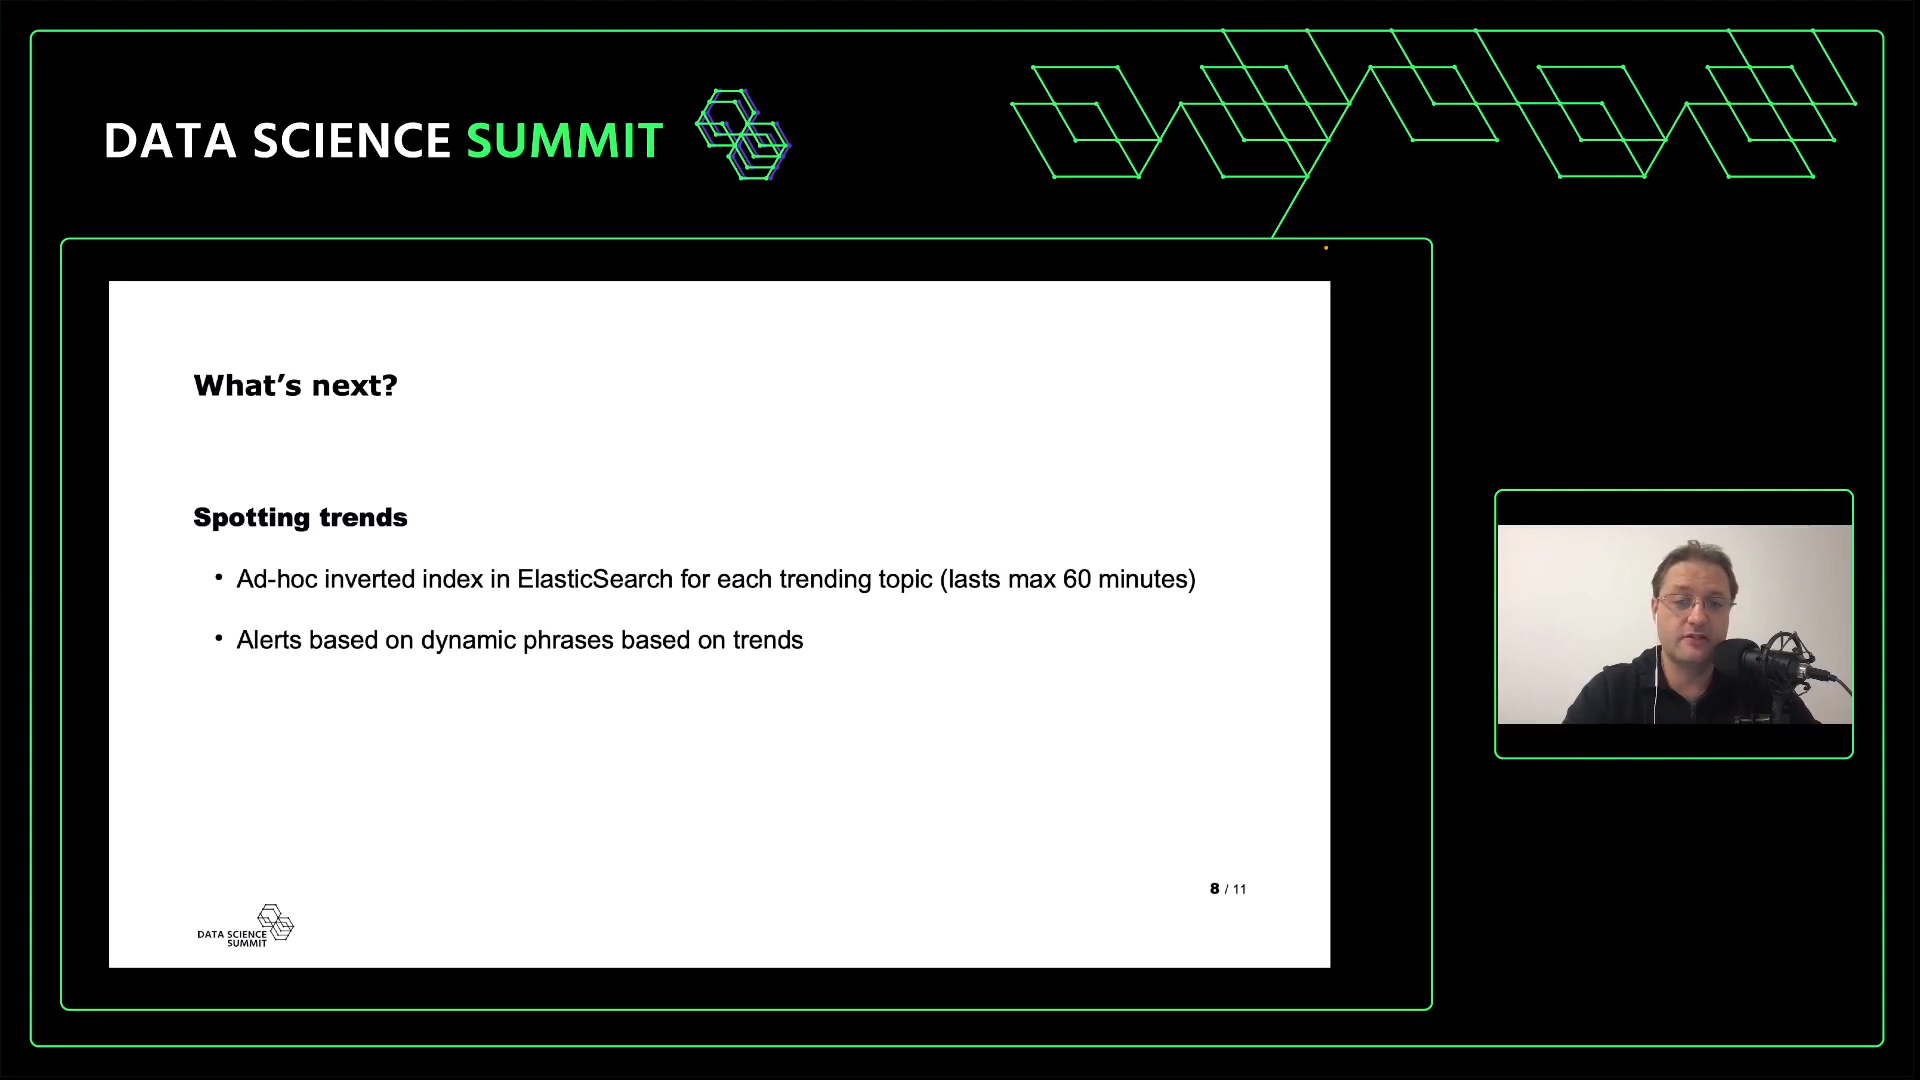 DATA SCIENCE SUMMIT
What’s next?
Spotting trends
• Ad-hoc inverted index in ElasticSearch for each trending topic (lasts max 60 minutes)
• Alerts based on dynamic phrases based on trends
8 / 11
DATA SCIENCE
SUMMIT